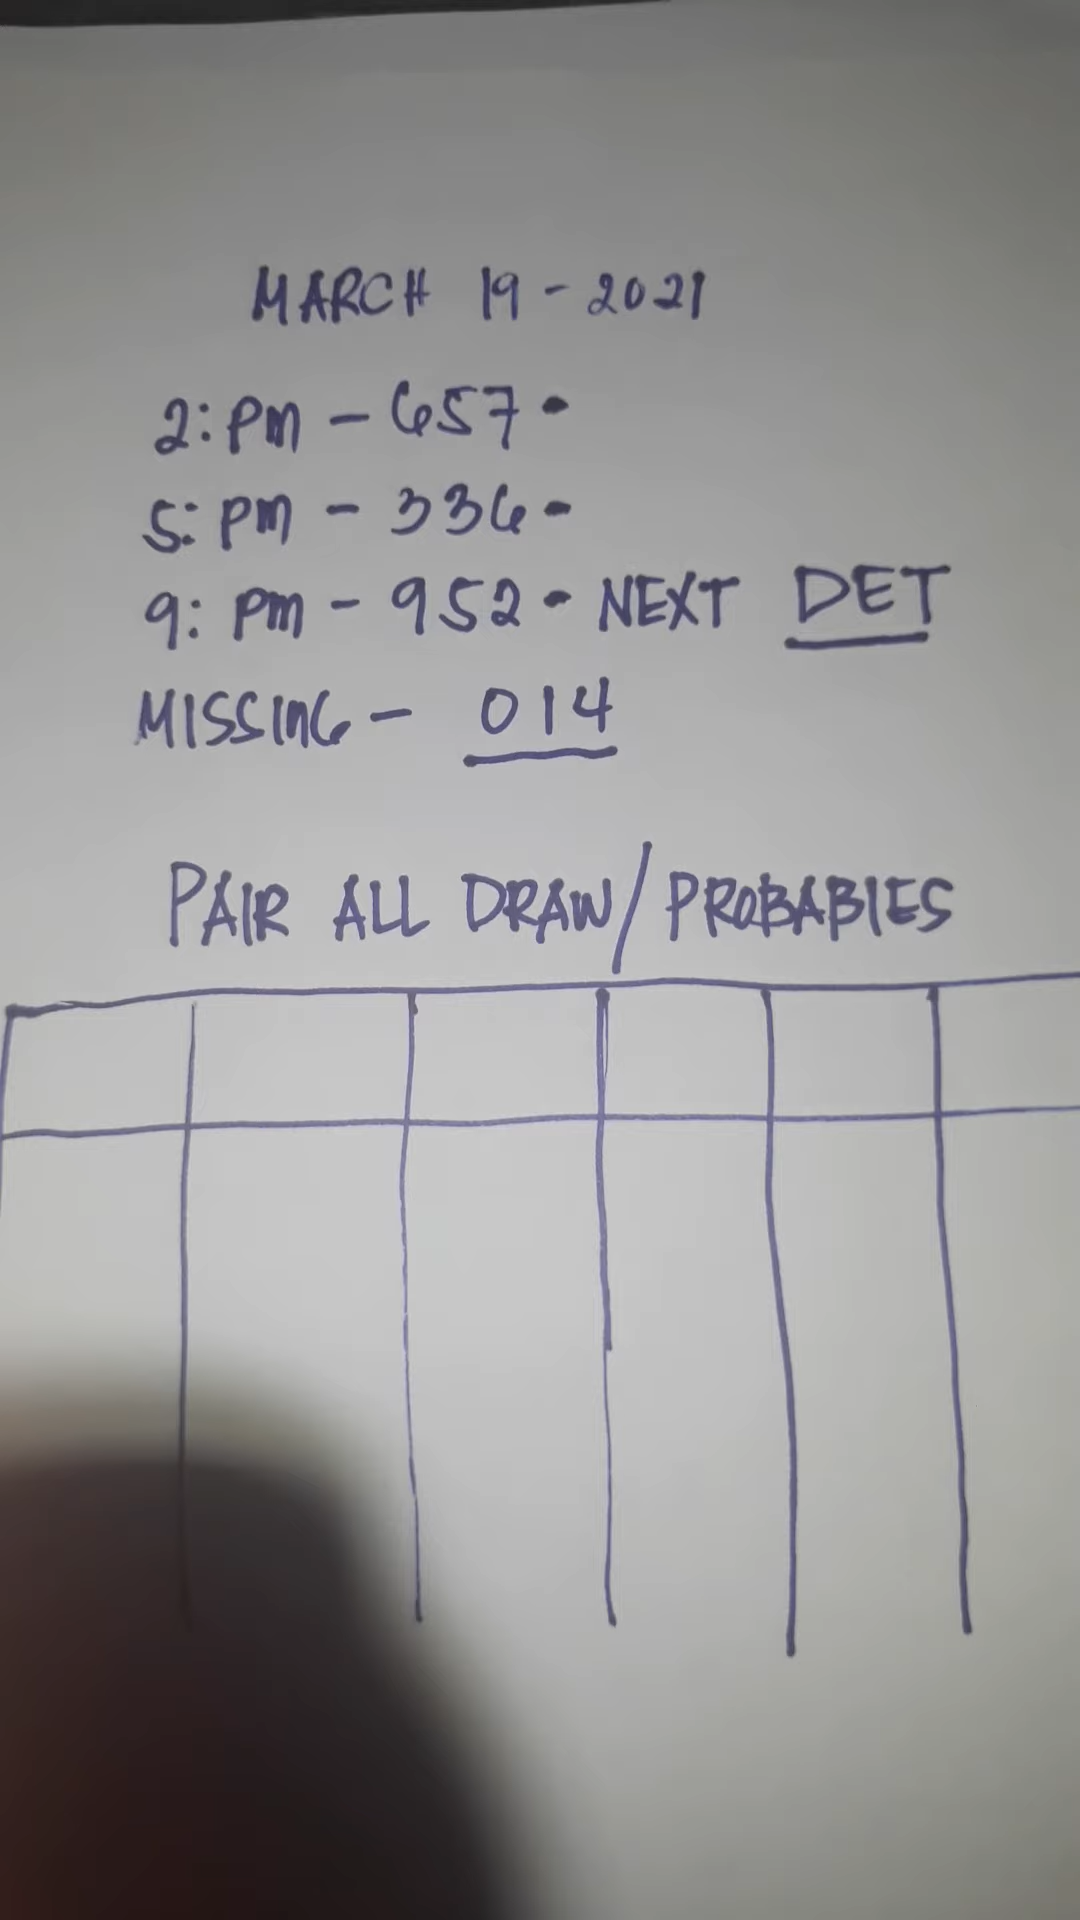 MARCH 19-2021
2:PM - 657-
5:PM - 336-
9:PM - 952- NEXT DET
MISSING - 014
PAIR ALL DRAW/PROBABIES